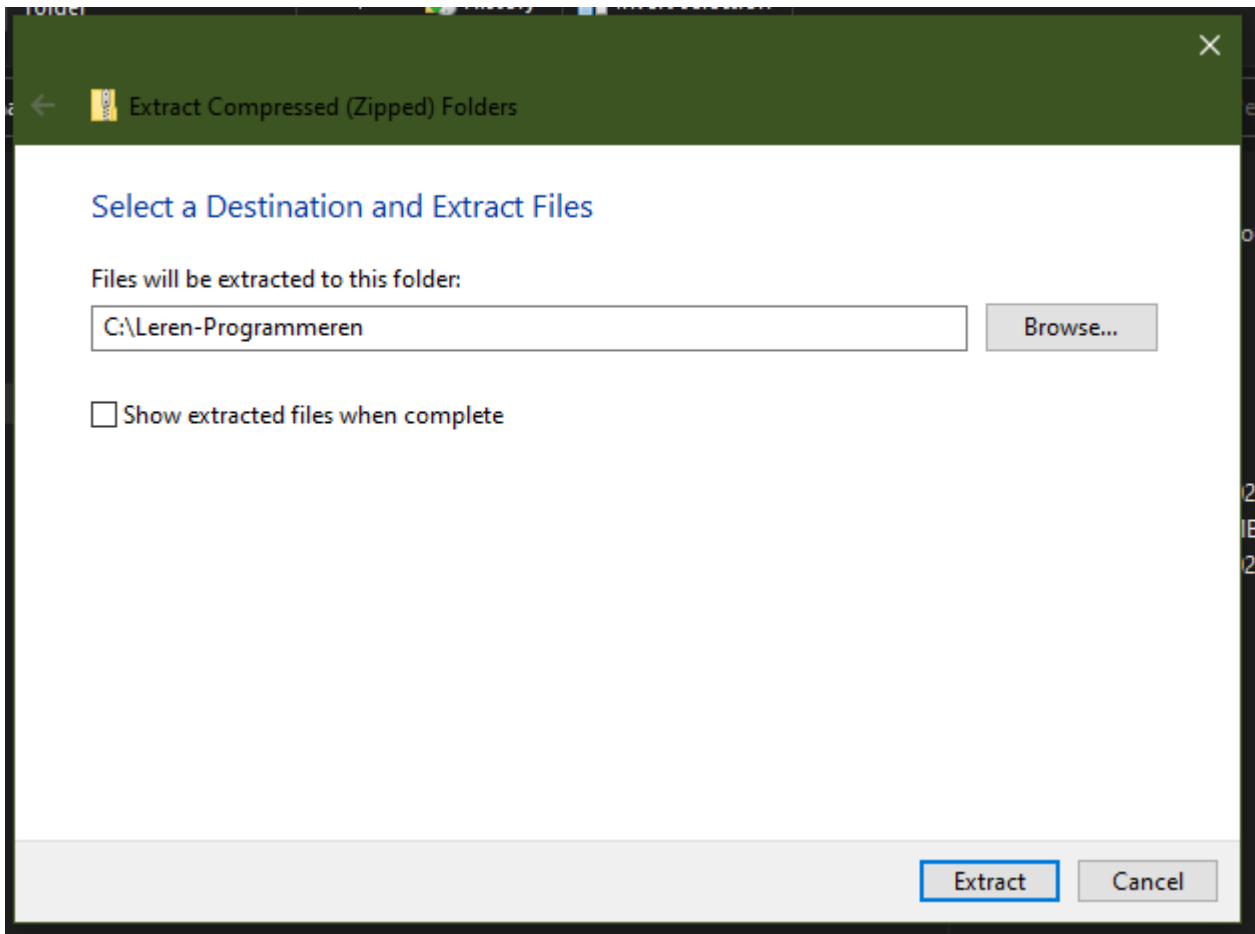 Extract Compressed (Zipped) Folders
Select a Destination and Extract Files
Files will be extracted to this folder:
C:\Leren-Programmeren
Browse...
Show extracted files when complete
Extract
Cancel